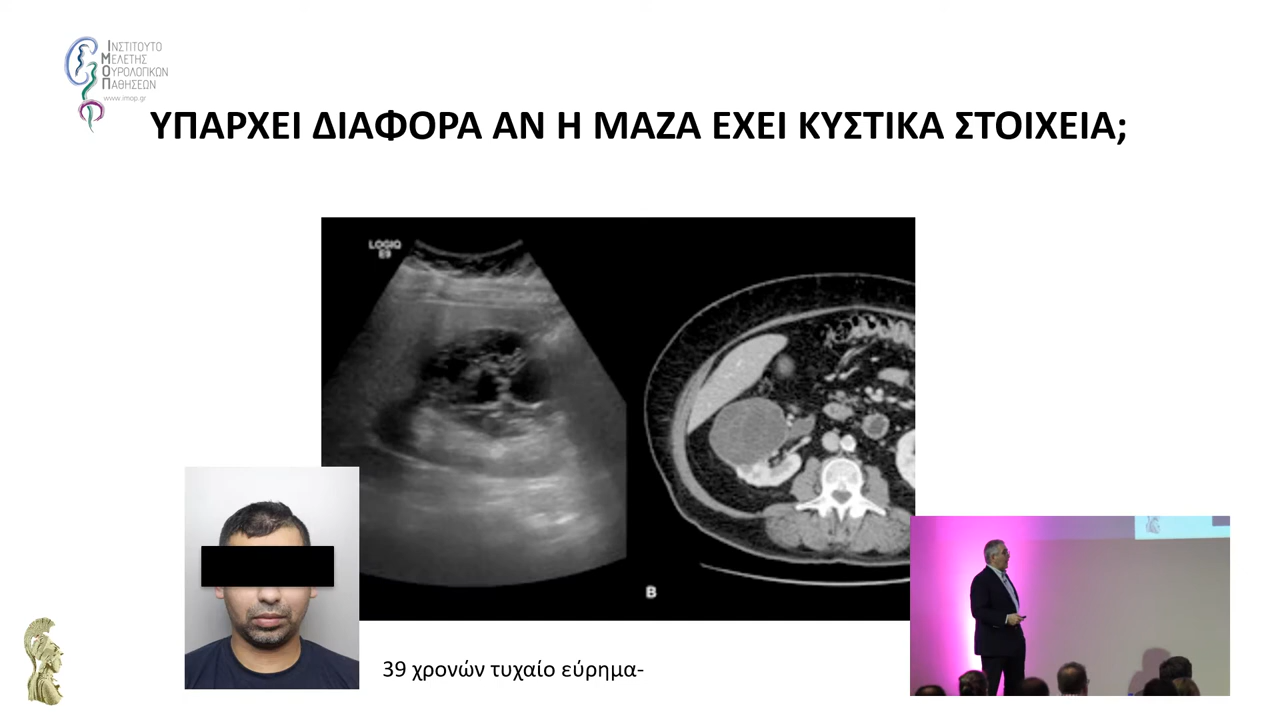 ΙΝΣΤΙΤΟΥΤΟ
ΜΕΛΕΤΗΣ
ΟΥΡΟΛΟΓΙΚΩΝ
ΠΑΘΗΣΕΩΝ
www.imop.gr
ΥΠΑΡΧΕΙ ΔΙΑΦΟΡΑ ΑΝ Η ΜΑΖΑ ΕΧΕΙ ΚΥΣΤΙΚΑ ΣΤΟΙΧΕΙΑ;
LOGIQ
E9
B
39 χρονών τυχαίο εύρημα-